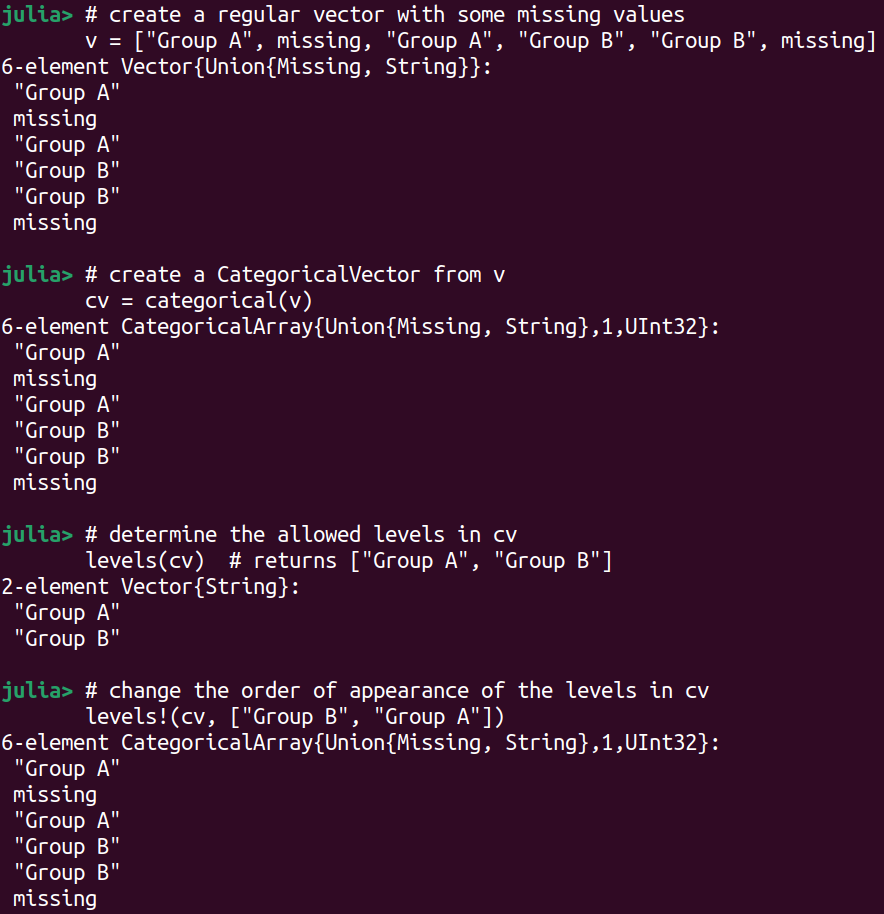 julia> # create a regular vector with some missing values
       v = ["Group A", missing, "Group A", "Group B", "Group B", missing]
6-element Vector{Union{Missing, String}}:
 "Group A"
 missing
 "Group A"
 "Group B"
 "Group B"
 missing

julia> # create a CategoricalVector from v
       cv = categorical(v)
6-element CategoricalArray{Union{Missing, String},1,UInt32}:
 "Group A"
 missing
 "Group A"
 "Group B"
 "Group B"
 missing

julia> # determine the allowed levels in cv
       levels(cv)  # returns ["Group A", "Group B"]
2-element Vector{String}:
 "Group A"
 "Group B"

julia> # change the order of appearance of the levels in cv
       levels!(cv, ["Group B", "Group A"])
6-element CategoricalArray{Union{Missing, String},1,UInt32}:
 "Group A"
 missing
 "Group A"
 "Group B"
 "Group B"
 missing